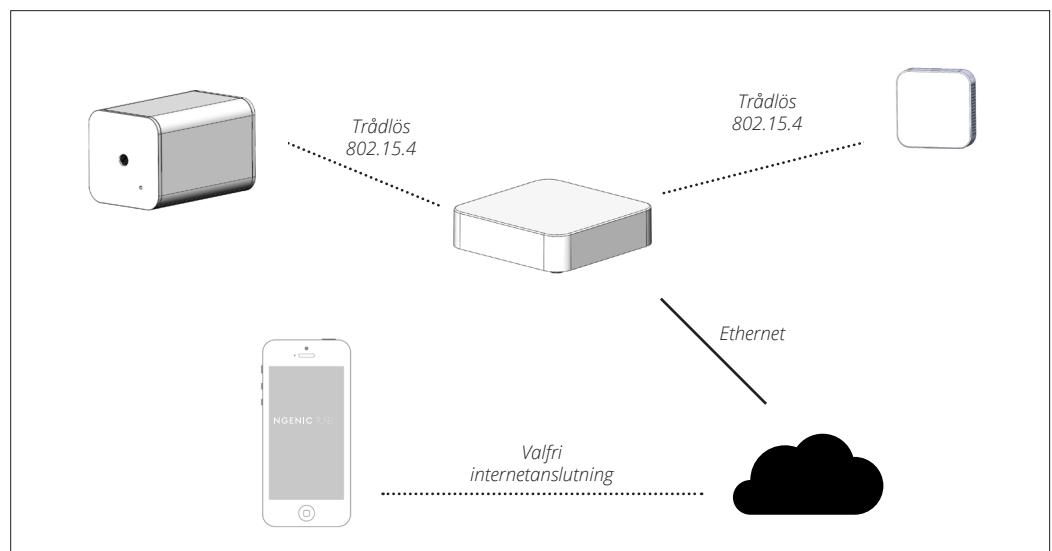 Trådlös
802.15.4
Trådlös
802.15.4
Ethernet
NGENIC
Valfri
internetanslutning